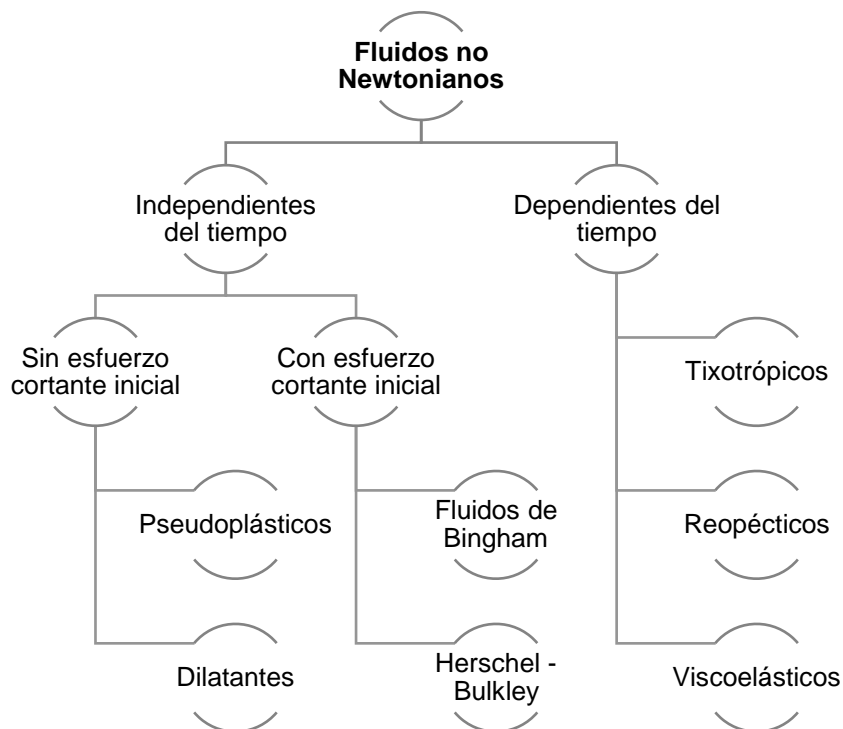 Fluidos no
Newtonianos
Independientes
del tiempo
Dependientes del
tiempo
Sin esfuerzo
cortante inicial
Con esfuerzo
cortante inicial
Tixotrópicos
Pseudoplásticos
Fluidos de
Bingham
Reopécticos
Dilatantes
Herschel -
Bulkley
Viscoelásticos